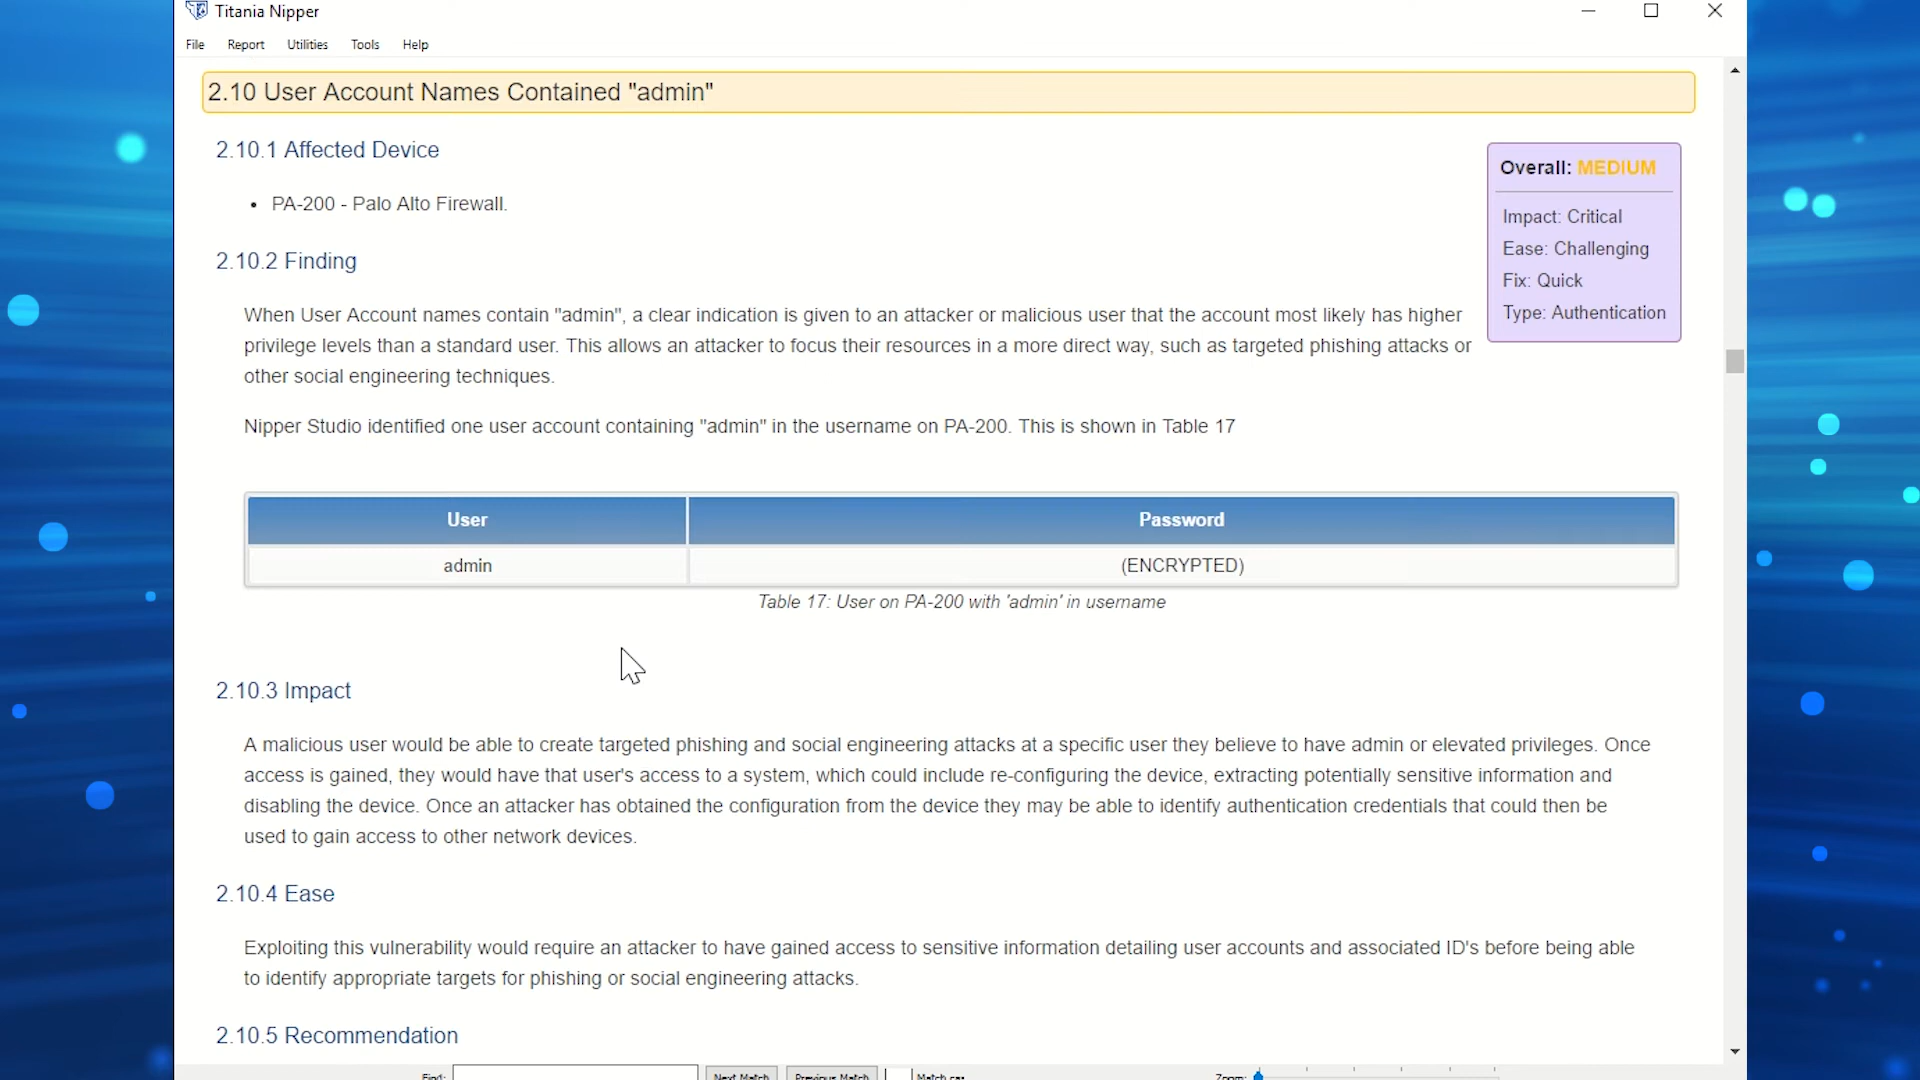 Titania Nipper
File Report Utilities Tools Help
2.10 User Account Names Contained "admin"
2.10.1 Affected Device
• PA-200 - Palo Alto Firewall.
Overall: MEDIUM
Impact: Critical
Ease: Challenging
Fix: Quick
Type: Authentication
2.10.2 Finding
When User Account names contain "admin", a clear indication is given to an attacker or malicious user that the account most likely has higher
privilege levels than a standard user. This allows an attacker to focus their resources in a more direct way, such as targeted phishing attacks or
other social engineering techniques.
Nipper Studio identified one user account containing "admin" in the username on PA-200. This is shown in Table 17
User Password
admin (ENCRYPTED)
Table 17: User on PA-200 with 'admin' in username
2.10.3 Impact
A malicious user would be able to create targeted phishing and social engineering attacks at a specific user they believe to have admin or elevated privileges. Once
access is gained, they would have that user's access to a system, which could include re-configuring the device, extracting potentially sensitive information and
disabling the device. Once an attacker has obtained the configuration from the device they may be able to identify authentication credentials that could then be
used to gain access to other network devices.
2.10.4 Ease
Exploiting this vulnerability would require an attacker to have gained access to sensitive information detailing user accounts and associated ID's before being able
to identify appropriate targets for phishing or social engineering attacks.
2.10.5 Recommendation
Find: Next Match Previous Match Match cas Zoom: